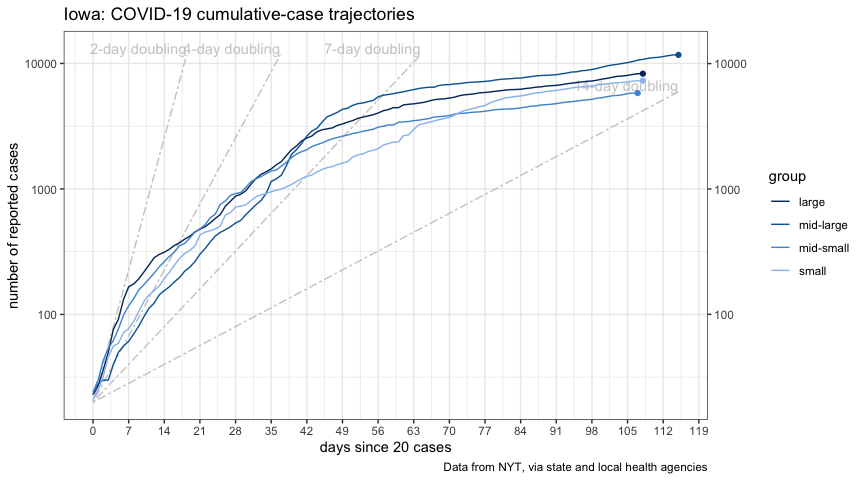 Iowa: COVID-19 cumulative-case trajectories
2-day doubling 4-day doubling 7-day doubling
14-day doubling
10000 10000
1000 1000
100 100
number of reported cases
0 7 14 21 28 35 42 49 56 63 70 77 84 91 98 105 112 119
days since 20 cases
group
large
mid-large
mid-small
small
Data from NYT, via state and local health agencies